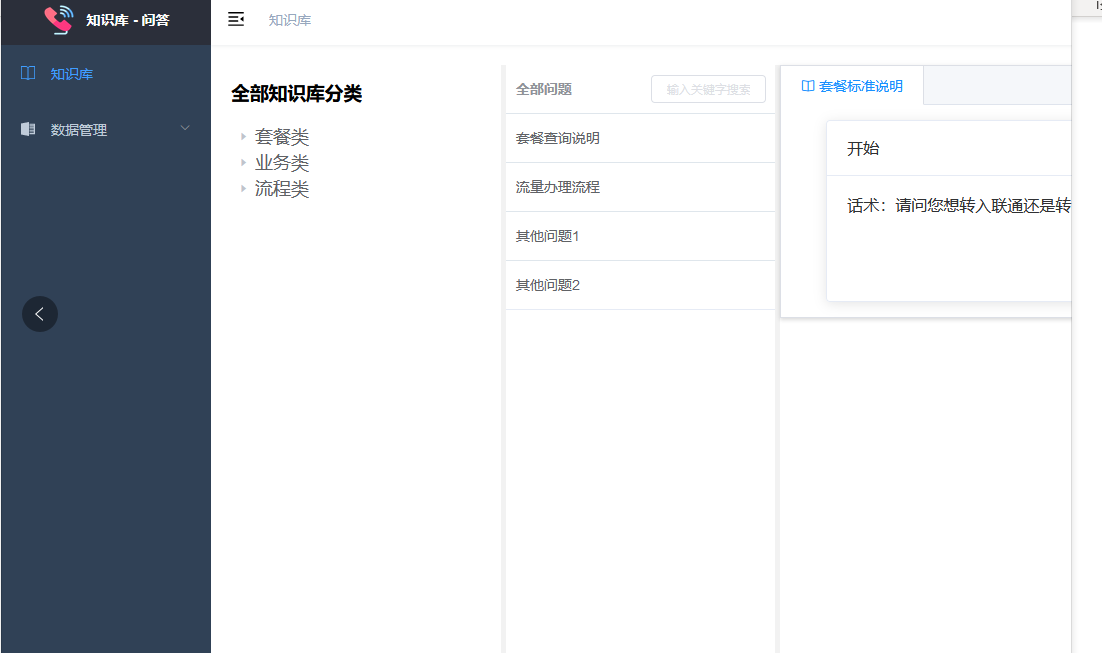 知识库 - 问答
知识库
数据管理
知识库
全部知识库分类
套餐类
业务类
流程类
全部问题
输入关键字搜索
套餐查询说明
流量办理流程
其他问题1
其他问题2
套餐标准说明
开始
话术：请问您想转入联通还是转